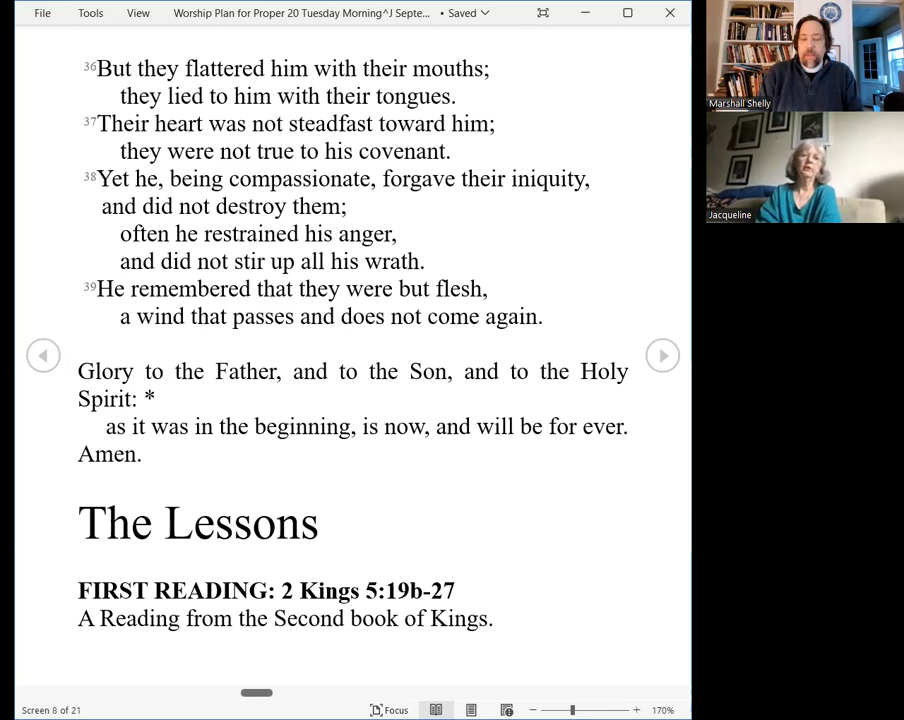 File Tools View Worship Plan for Proper 20 Tuesday Morning^J Septe... • Saved
36But they flattered him with their mouths;
they lied to him with their tongues.
37Their heart was not steadfast toward him;
they were not true to his covenant.
38Yet he, being compassionate, forgave their iniquity,
and did not destroy them;
often he restrained his anger,
and did not stir up all his wrath.
39He remembered that they were but flesh,
a wind that passes and does not come again.
Glory to the Father, and to the Son, and to the Holy
Spirit: *
as it was in the beginning, is now, and will be for ever.
Amen.
The Lessons
FIRST READING: 2 Kings 5:19b-27
A Reading from the Second book of Kings.
Screen 8 of 21 Focus 170%
Marshall Shelly
Jacqueline